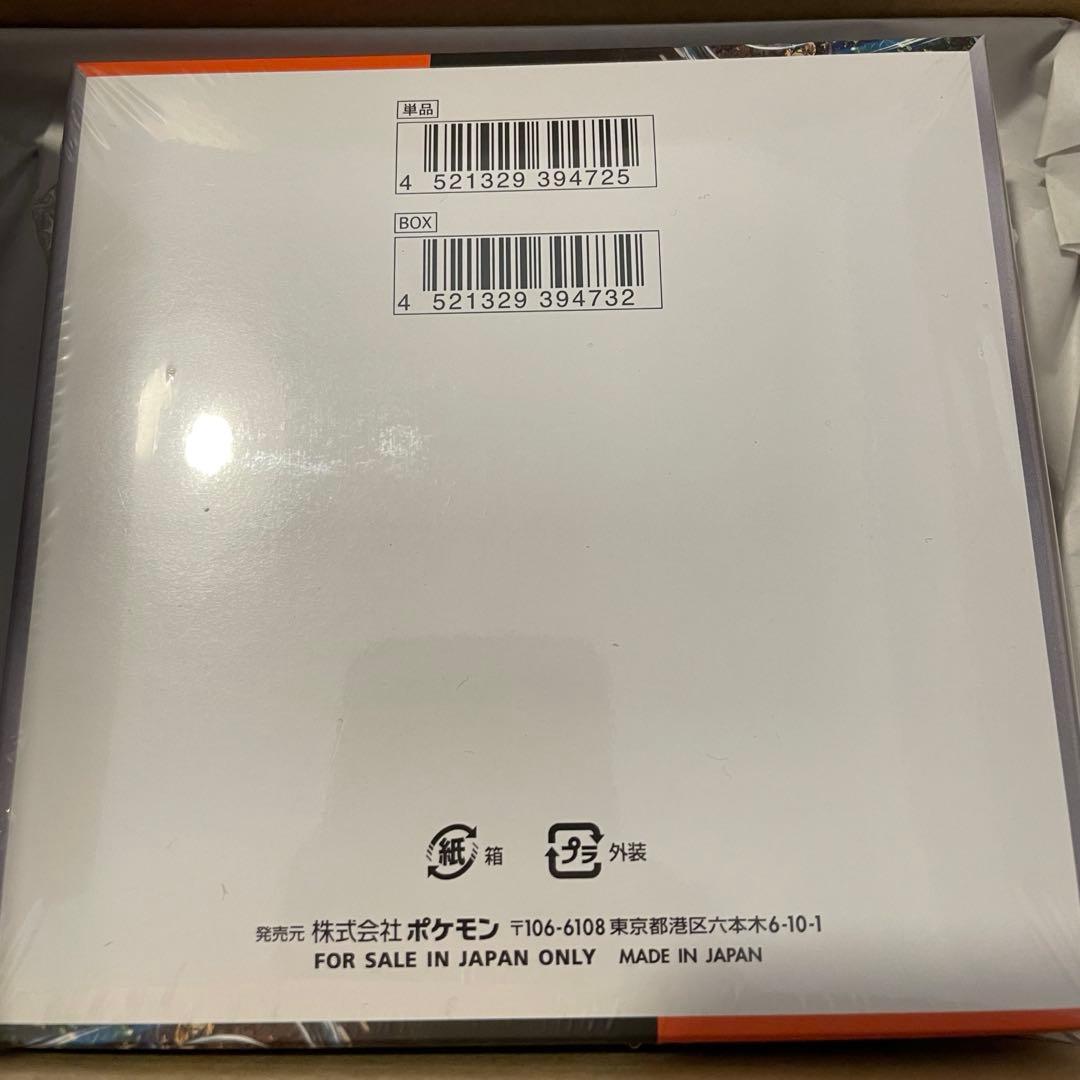 単品
4 521329 394725
BOX
4 521329 394732
紙 箱 プラ 外装
発売元 株式会社 ポケモン 〒106-6108 東京都港区六本木6-10-1
FOR SALE IN JAPAN ONLY MADE IN JAPAN